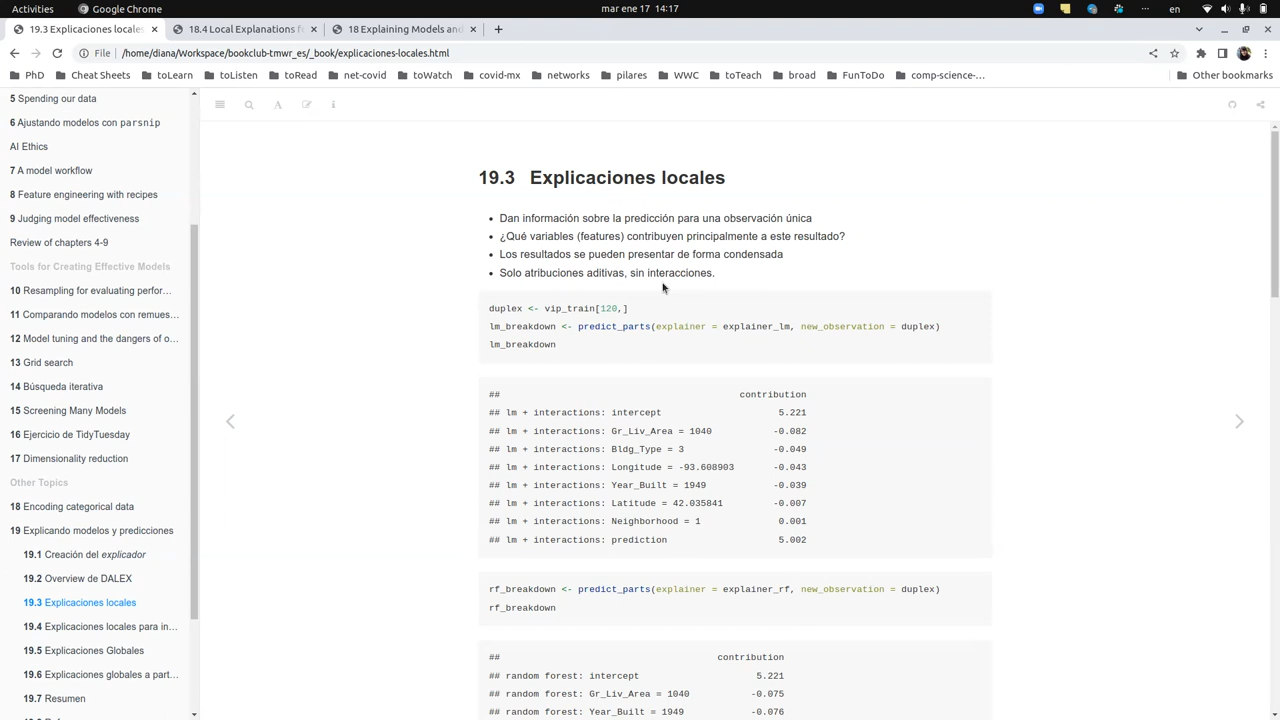 Activities
Google Chrome
mar ene 17 14:17
en
19.3 Explicaciones locales
18.4 Local Explanations f
18 Explaining Models and
File
/home/diana/Workspace/bookclub-tmwr_es/_book/explicaciones-locales.html
PhD
Cheat Sheets
toLearn
toListen
toRead
net-covid
toWatch
covid-mx
networks
pilares
WWC
toTeach
broad
FunToDo
comp-science-…
Other bookmarks
5 Spending our data
6 Ajustando modelos con parsnip
AI Ethics
7 A model workflow
8 Feature engineering with recipes
9 Judging model effectiveness
Review of chapters 4-9
Tools for Creating Effective Models
10 Resampling for evaluating perfor…
11 Comparando modelos con remues…
12 Model tuning and the dangers of o…
13 Grid search
14 Búsqueda iterativa
15 Screening Many Models
16 Ejercicio de TidyTuesday
17 Dimensionality reduction
Other Topics
18 Encoding categorical data
19 Explicando modelos y predicciones
19.1 Creación del explicador
19.2 Overview de DALEX
19.3 Explicaciones locales
19.4 Explicaciones locales para in…
19.5 Explicaciones Globales
19.6 Explicaciones globales a part…
19.7 Resumen
19.3 Explicaciones locales
• Dan información sobre la predicción para una observación única
• ¿Qué variables (features) contribuyen principalmente a este resultado?
• Los resultados se pueden presentar de forma condensada
• Solo atribuciones aditivas, sin interacciones.
duplex <- vip_train[120,]
lm_breakdown <- predict_parts(explainer = explainer_lm, new_observation = duplex)
lm_breakdown
## contribution
## lm + interactions: intercept 5.221
## lm + interactions: Gr_Liv_Area = 1040 -0.082
## lm + interactions: Bldg_Type = 3 -0.049
## lm + interactions: Longitude = -93.608903 -0.043
## lm + interactions: Year_Built = 1949 -0.039
## lm + interactions: Latitude = 42.035841 -0.007
## lm + interactions: Neighborhood = 1 0.001
## lm + interactions: prediction 5.002
rf_breakdown <- predict_parts(explainer = explainer_rf, new_observation = duplex)
rf_breakdown
## contribution
## random forest: intercept 5.221
## random forest: Gr_Liv_Area = 1040 -0.075
## random forest: Year_Built = 1949 -0.076